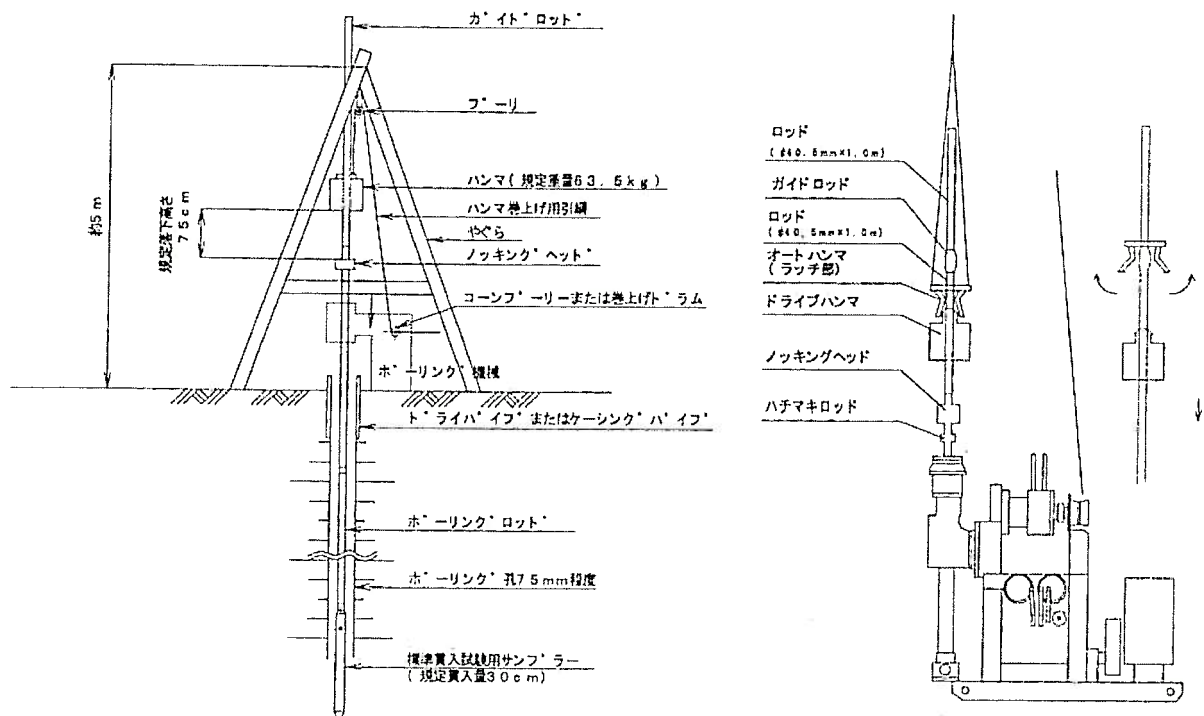 ガイドロッド
プーリ
ハンマ(規定重量63.5kg)
ハンマ巻上げ用引綱
やぐら
ノッキングヘッド
コーンプーリーまたは巻上げドラム
ボーリング機械
ドライパイプまたはケーシングパイプ
ボーリングロッド
ボーリング孔75mm程度
標準貫入試験用サンプラー
(規定貫入量30cm)
約5m
規定落下高さ
75cm
ロッド
(φ40.5mm×1.0m)
ガイドロッド
ロッド
(φ40.5mm×1.0m)
オートハンマ
(ラッチ部)
ドライブハンマ
ノッキングヘッド
ハチマキロッド